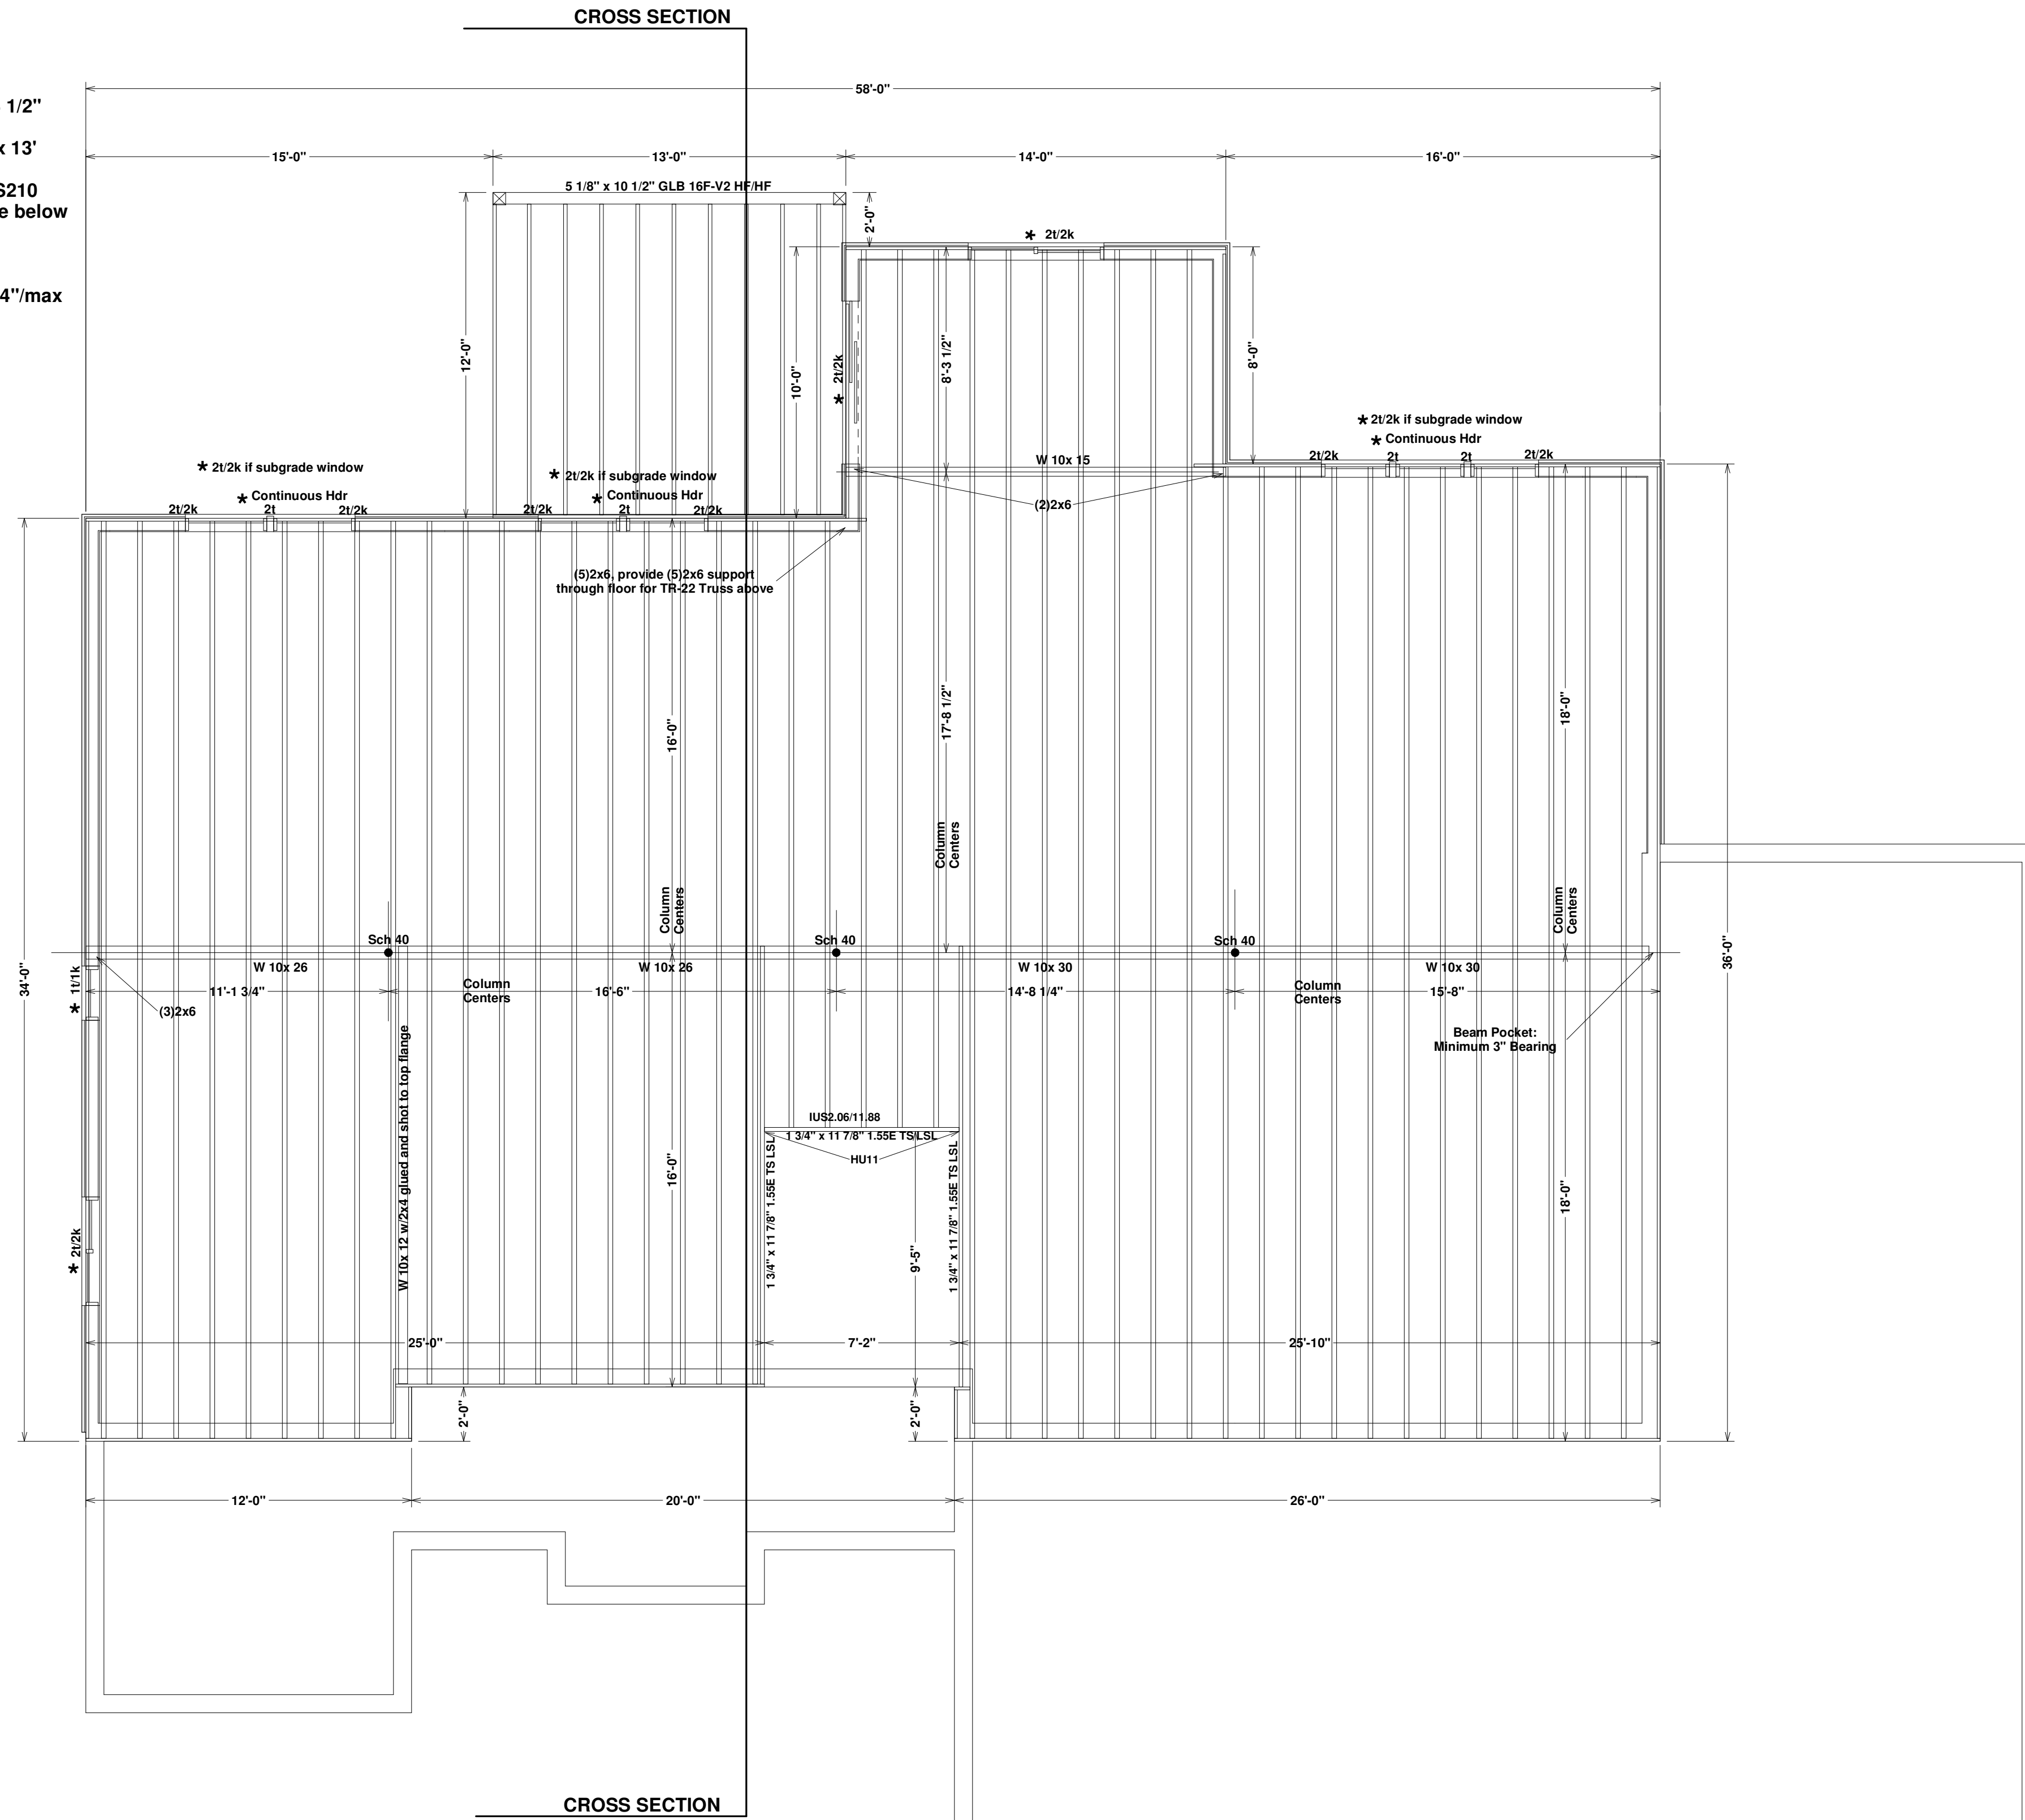 CROSS SECTION
58'-0"
1/2"
x 13'
S210
e below
4"/max
15'-0"
13'-0"
14'-0"
16'-0"
5 1/8" x 10 1/2" GLB 16F-V2 HF/HF
2'-0"
* 2t/2k
12'-0"
10'-0"
* 2t/2k
8'-3 1/2"
8'-0"
* 2t/2k if subgrade window
* Continuous Hdr
2t/2k
2t
2t
2t/2k
W 10x 15
(2)2x6
* 2t/2k if subgrade window
* Continuous Hdr
2t/2k
2t
2t/2k
* 2t/2k if subgrade window
* Continuous Hdr
2t/2k
2t
2t/2k
(5)2x6, provide (5)2x6 support
through floor for TR-22 Truss above
16'-0"
17'-8 1/2"
18'-0"
Column
Centers
Column
Centers
Column
Centers
Sch 40
Sch 40
Sch 40
34'-0"
36'-0"
W 10x 26
W 10x 26
W 10x 30
W 10x 30
* 1t/1k
11'-1 3/4"
Column
Centers
16'-6"
14'-8 1/4"
Column
Centers
15'-8"
(3)2x6
Beam Pocket:
Minimum 3" Bearing
W 10x 12 w/2x4 glued and shot to top flange
IUS2.06/11.88
1 3/4" x 11 7/8" 1.55E TS/LSL
HU11
1 3/4" x 11 7/8" 1.55E TS LSL
1 3/4" x 11 7/8" 1.55E TS LSL
16'-0"
18'-0"
9'-5"
* 2t/2k
25'-0"
7'-2"
25'-10"
2'-0"
2'-0"
12'-0"
20'-0"
26'-0"
CROSS SECTION